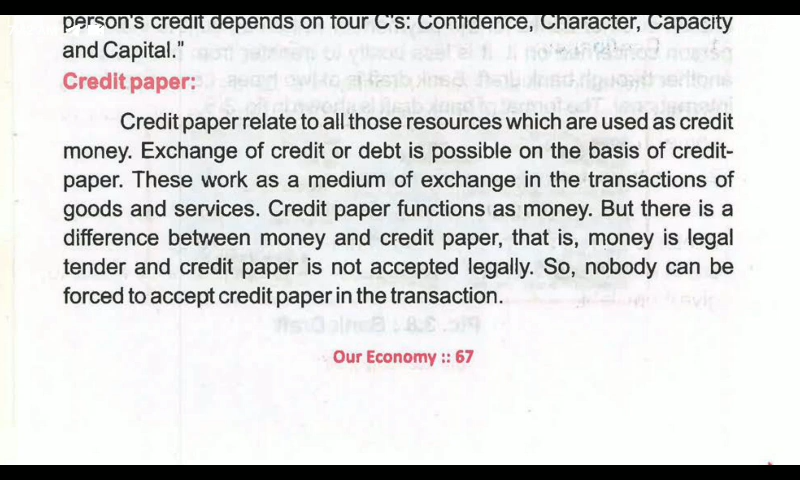 person's credit depends on four C's: Confidence, Character, Capacity
and Capital."
Credit paper:
Credit paper relate to all those resources which are used as credit
money. Exchange of credit or debt is possible on the basis of credit-
paper. These work as a medium of exchange in the transactions of
goods and services. Credit paper functions as money. But there is a
difference between money and credit paper, that is, money is legal
tender and credit paper is not accepted legally. So, nobody can be
forced to accept credit paper in the transaction.
Our Economy :: 67